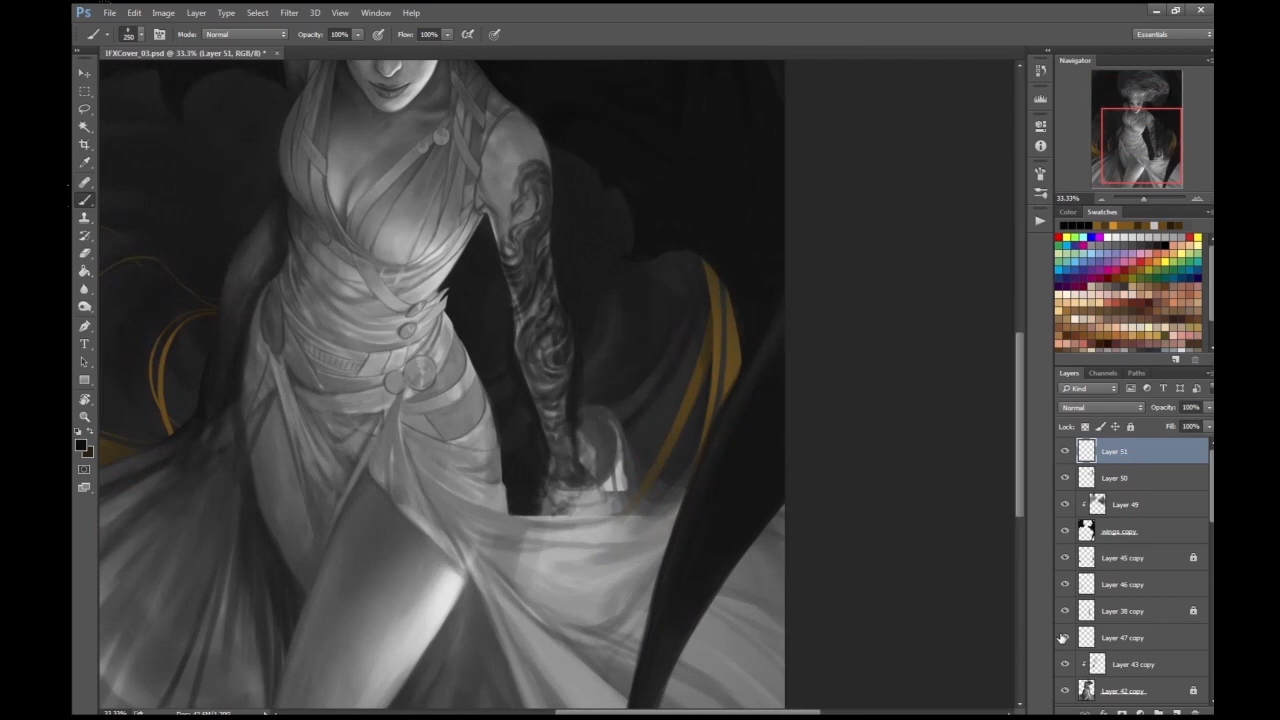 Ps File Edit Image Layer Type Select Filter 3D View Window Help
250 Mode: Normal Opacity: 100% Flow: 100% Essentials
IFXCover_03.psd @ 33.3% (Layer 51, RGB/8) *
Navigator
33.33%
Color Swatches
Layers Channels Paths
Kind
Normal Opacity: 100%
Lock: Fill: 100%
Layer 51
Layer 50
Layer 49
wings copy
Layer 45 copy
Layer 46 copy
Layer 38 copy
Layer 47 copy
Layer 43 copy
Layer 42 copy
33.33%